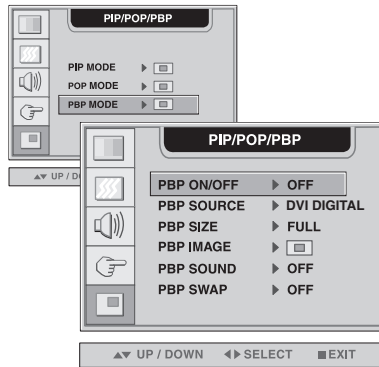 PIP/POP/PBP
PIP MODE ▶
POP MODE ▶
PBP MODE ▶
▲▼ UP / D
PIP/POP/PBP
PBP ON/OFF ▶ OFF
PBP SOURCE ▶ DVI DIGITAL
PBP SIZE ▶ FULL
PBP IMAGE ▶
PBP SOUND ▶ OFF
PBP SWAP ▶ OFF
▲▼ UP / DOWN ◀▶ SELECT ■ EXIT